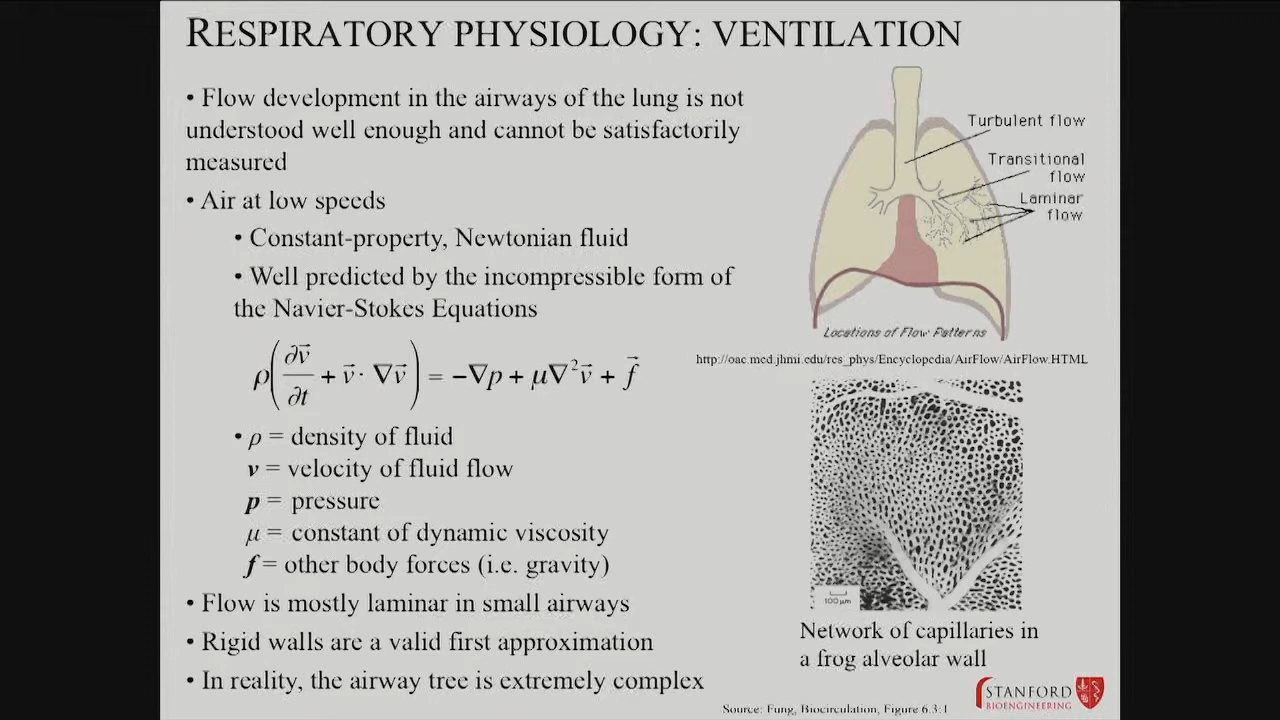 RESPIRATORY PHYSIOLOGY: VENTILATION
• Flow development in the airways of the lung is not
understood well enough and cannot be satisfactorily
measured
• Air at low speeds
• Constant-property, Newtonian fluid
• Well predicted by the incompressible form of
the Navier-Stokes Equations
ρ(∂v⃗/∂t + v⃗ · ∇v⃗) = −∇p + μ∇²v⃗ + f⃗
• ρ = density of fluid
v = velocity of fluid flow
p = pressure
μ = constant of dynamic viscosity
f = other body forces (i.e. gravity)
• Flow is mostly laminar in small airways
• Rigid walls are a valid first approximation
• In reality, the airway tree is extremely complex
Turbulent flow
Transitional
flow
Laminar
flow
Locations of Flow Patterns
http://oac.med.jhmi.edu/res_phys/Encyclopedia/AirFlow/AirFlow.HTML
100 μm
Network of capillaries in
a frog alveolar wall
Source: Fung, Biocirculation, Figure 6.3:1
STANFORD
BIOENGINEERING